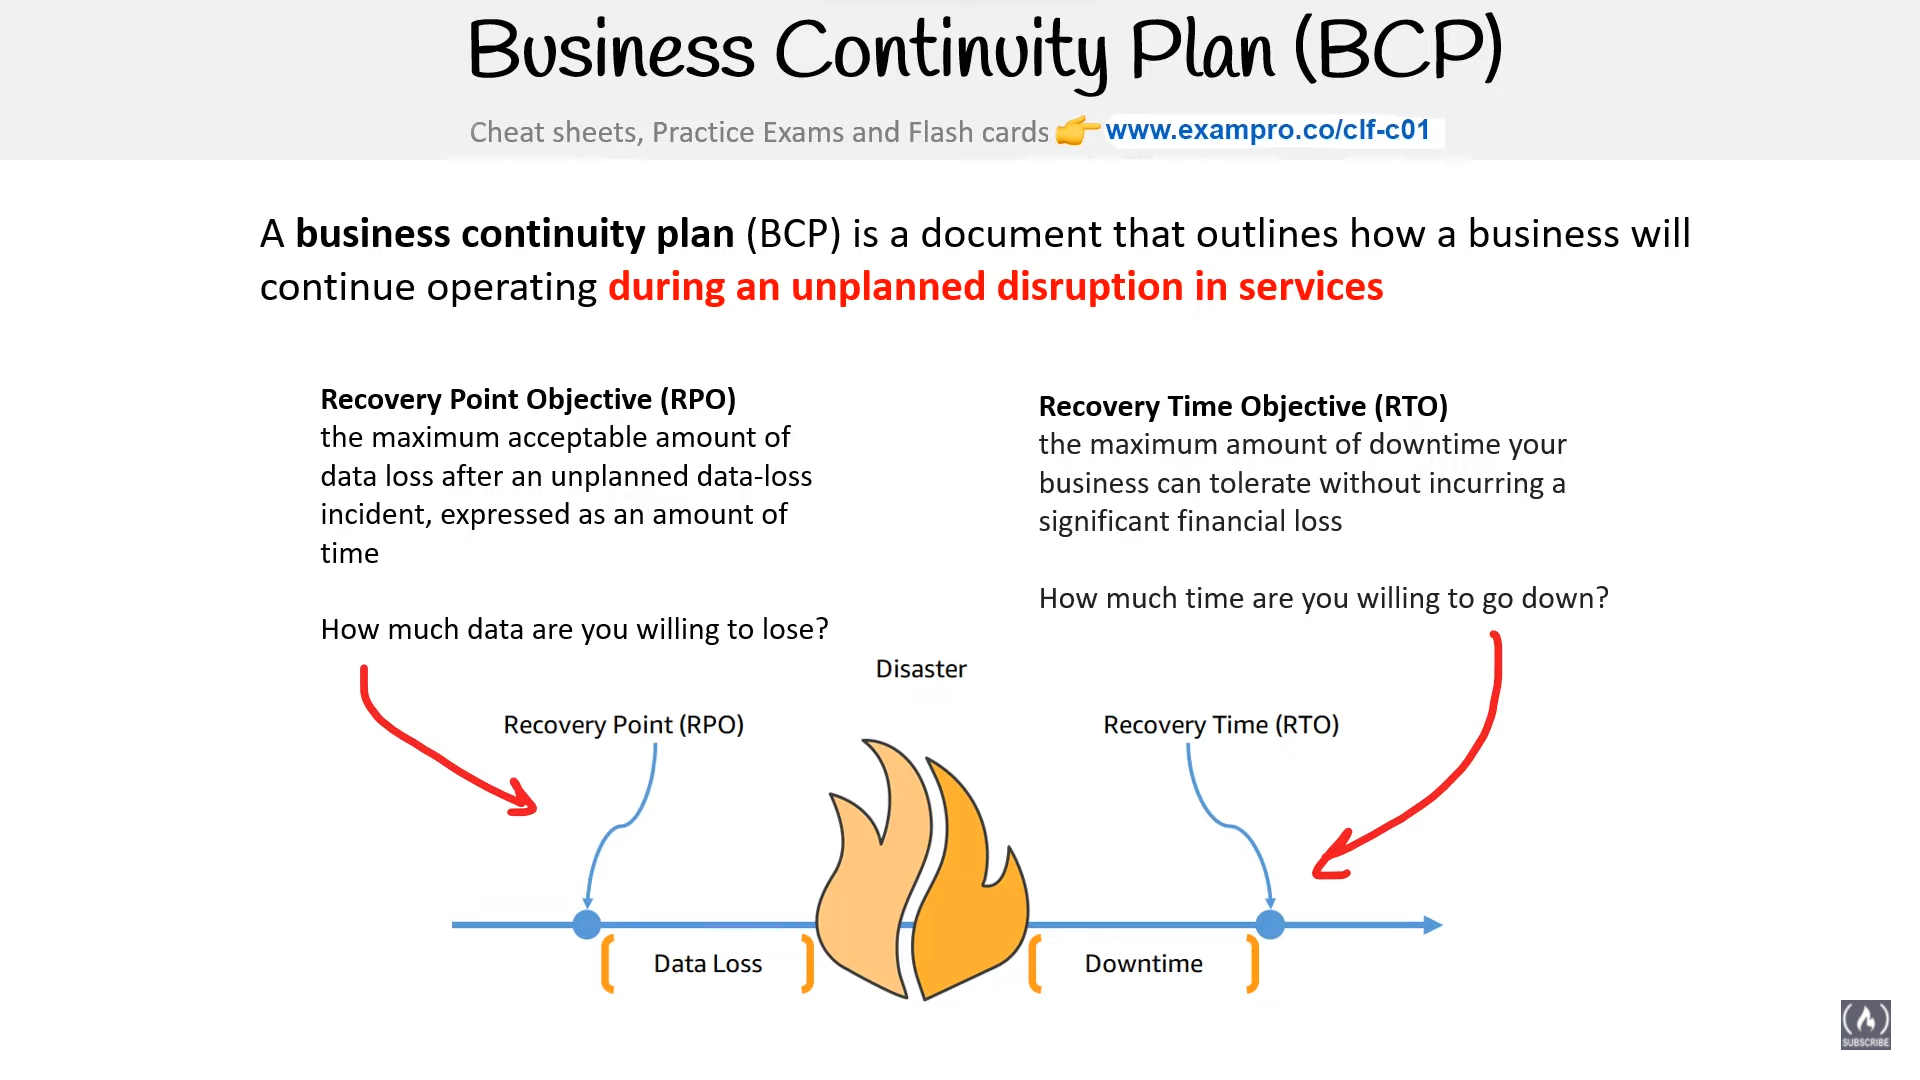 Business Continuity Plan (BCP)
Cheat sheets, Practice Exams and Flash cards 👉 www.exampro.co/clf-c01
A business continuity plan (BCP) is a document that outlines how a business will
continue operating during an unplanned disruption in services
Recovery Point Objective (RPO)
the maximum acceptable amount of
data loss after an unplanned data-loss
incident, expressed as an amount of
time
How much data are you willing to lose?
Recovery Time Objective (RTO)
the maximum amount of downtime your
business can tolerate without incurring a
significant financial loss
How much time are you willing to go down?
Disaster
Recovery Point (RPO)
Recovery Time (RTO)
Data Loss
Downtime
SUBSCRIBE